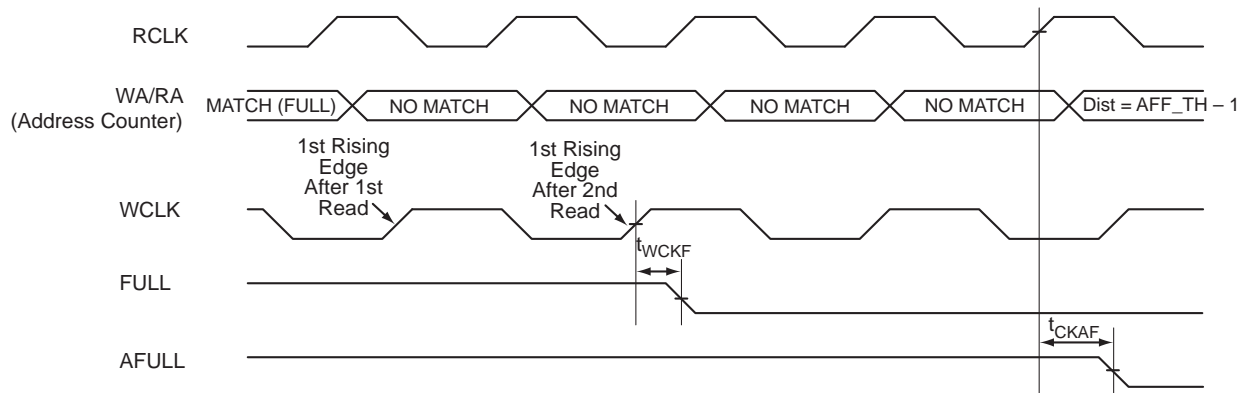 RCLK
WA/RA
(Address Counter)
MATCH (FULL)
NO MATCH
NO MATCH
NO MATCH
NO MATCH
Dist = AFF_TH – 1
1st Rising
Edge
After 1st
Read
1st Rising
Edge
After 2nd
Read
WCLK
tWCKF
FULL
tCKAF
AFULL